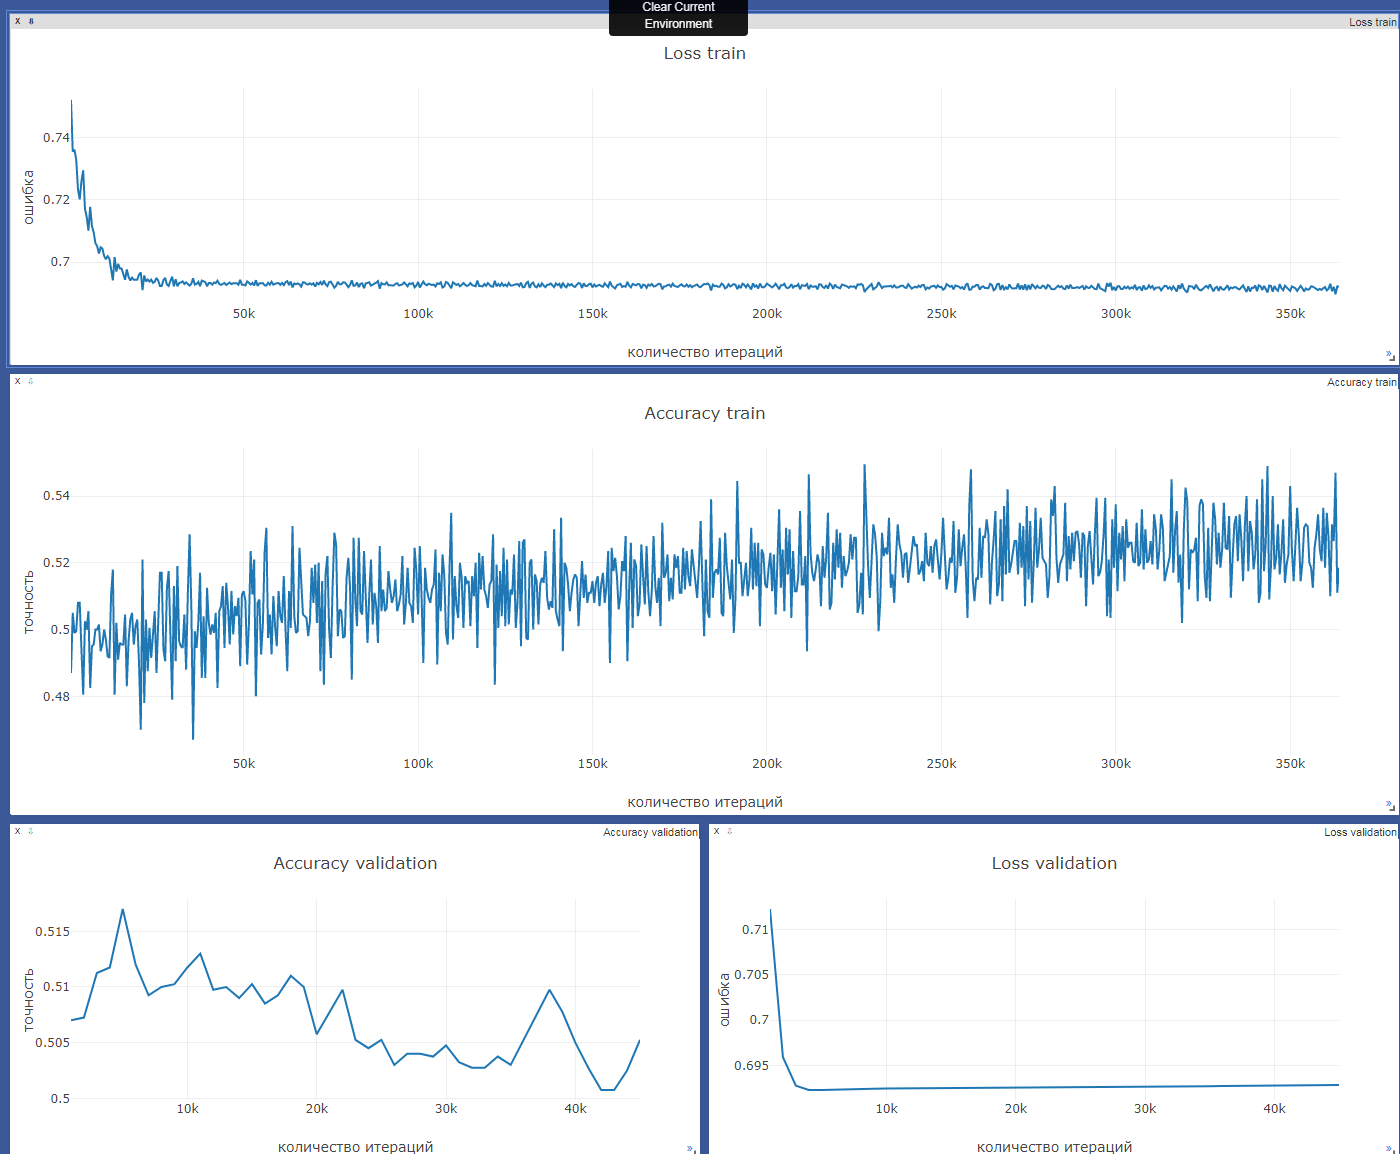 Clear Current
Environment
X
Loss train
Loss train
0.74
0.72
0.7
ошибка
50k 100k 150k 200k 250k 300k 350k
количество итераций
»
X
Accuracy train
Accuracy train
0.54
0.52
0.5
0.48
точность
50k 100k 150k 200k 250k 300k 350k
количество итераций
»
X
Accuracy validation
Accuracy validation
0.515
0.51
0.505
0.5
точность
10k 20k 30k 40k
количество итераций
»
X
Loss validation
Loss validation
0.71
0.705
0.7
0.695
ошибка
10k 20k 30k 40k
количество итераций
»